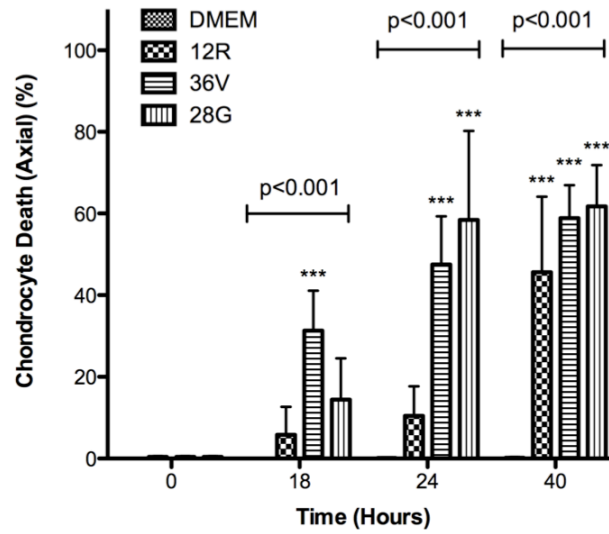 DMEM
12R
36V
28G
p<0.001
p<0.001
p<0.001
***
***
***
***
***
***
Chondrocyte Death (Axial) (%)
100
80
60
40
20
0
0
18
24
40
Time (Hours)